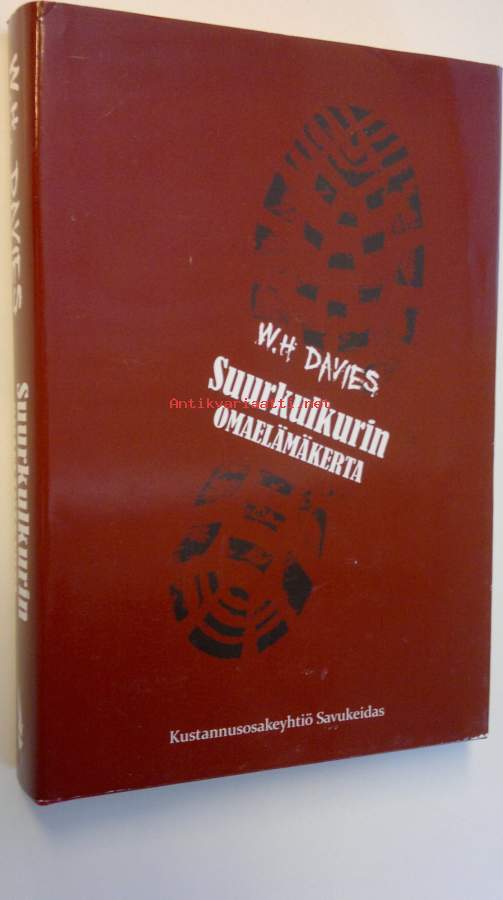 W.H DAVIES
Suurkulkurin
W.H DAVIES
Suurkulkurin
Antikvariaatti.net
OMAELÄMÄKERTA
Kustannusosakeyhtiö Savukeidas